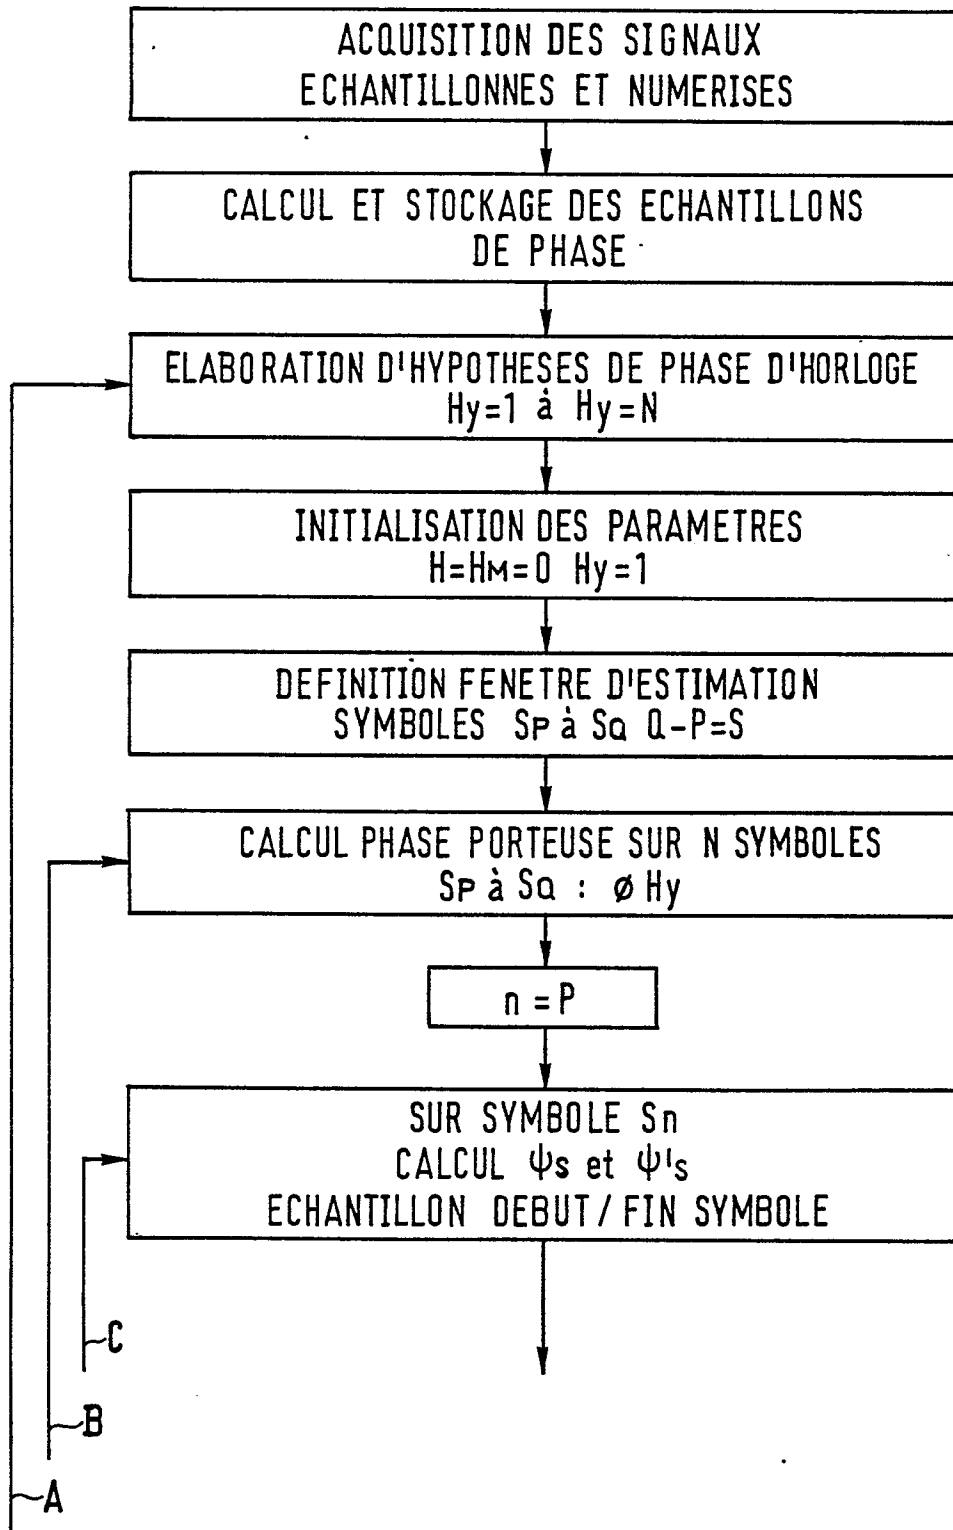 ACQUISITION DES SIGNAUX
ECHANTILLONNES ET NUMERISES
CALCUL ET STOCKAGE DES ECHANTILLONS
DE PHASE
ELABORATION D'HYPOTHESES DE PHASE D'HORLOGE
Hy=1 à Hy=N
INITIALISATION DES PARAMETRES
H=HM=0 Hy=1
DEFINITION FENETRE D'ESTIMATION
SYMBOLES SP à SQ Q-P=S
CALCUL PHASE PORTEUSE SUR N SYMBOLES
SP à SQ : ø Hy
n = P
SUR SYMBOLE Sn
CALCUL ψs et ψ's
ECHANTILLON DEBUT / FIN SYMBOLE
C
B
A